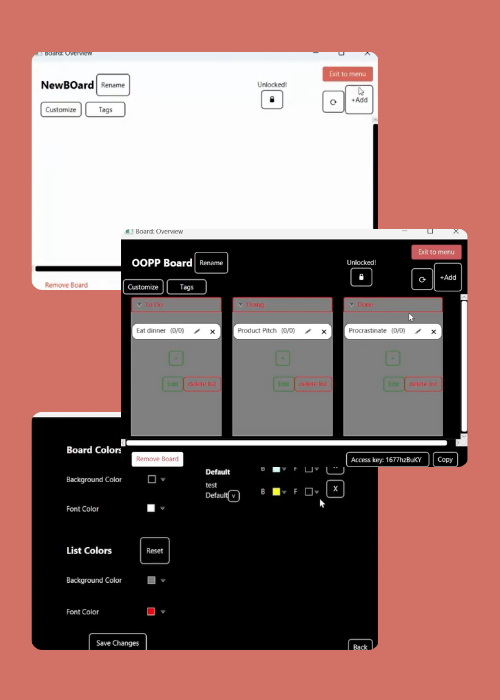 Board: Overview
Exit to menu
NewBOard Rename
Unlocked!
+Add
Customize Tags
Remove Board
Board: Overview
Exit to menu
OOPP Board Rename
Unlocked!
+Add
Customize Tags
Done
Eat dinner (0/0) x
Product Pitch (0/0) x
Procrastinate (0/0) x
+ + +
Edit delete list
Edit delete list
Edit delete list
Remove Board
Access key: 1677hzBuKY Copy
Board Colors
Default B F
test
Default B F X
Background Color
Font Color
List Colors Reset
Background Color
Font Color
Save Changes
Back